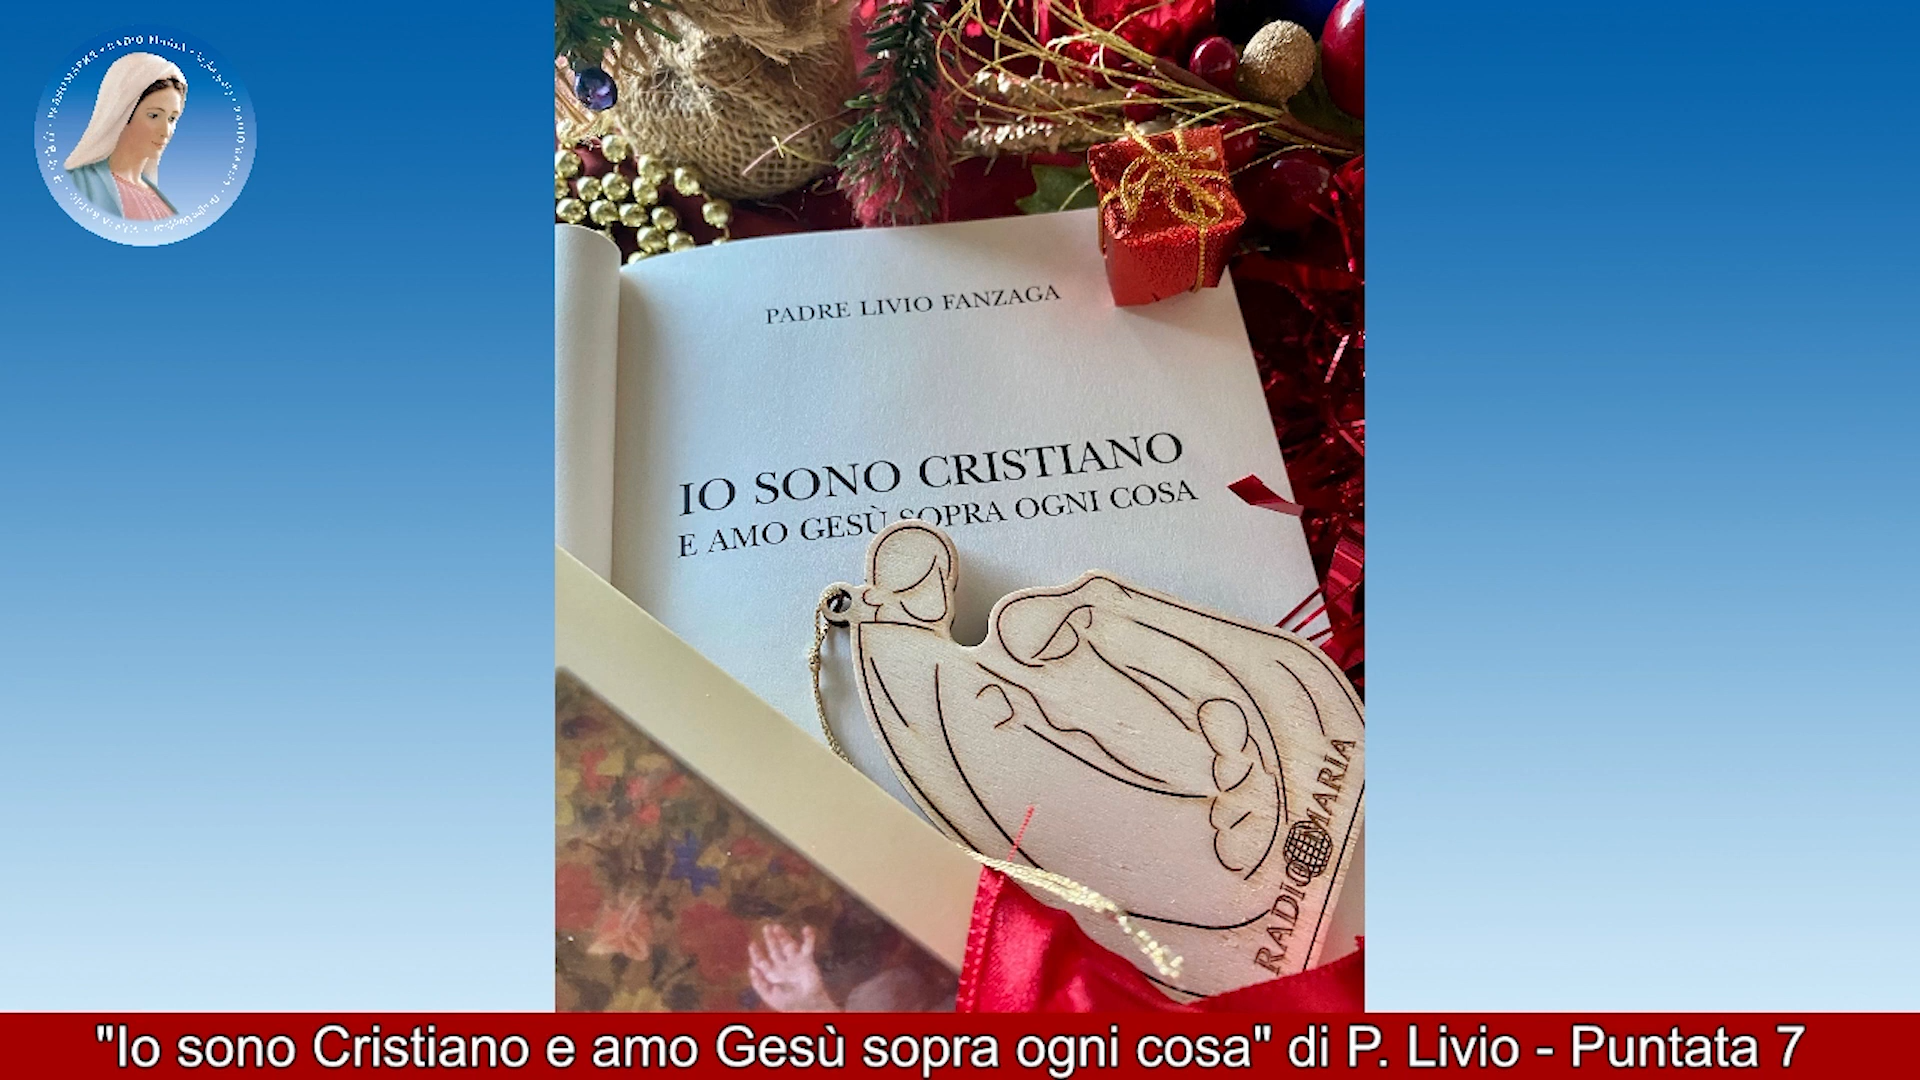 PADRE LIVIO FANZAGA
IO SONO CRISTIANO
E AMO GESÙ SOPRA OGNI COSA
RADIO MARIA
"Io sono Cristiano e amo Gesù sopra ogni cosa" di P. Livio - Puntata 7